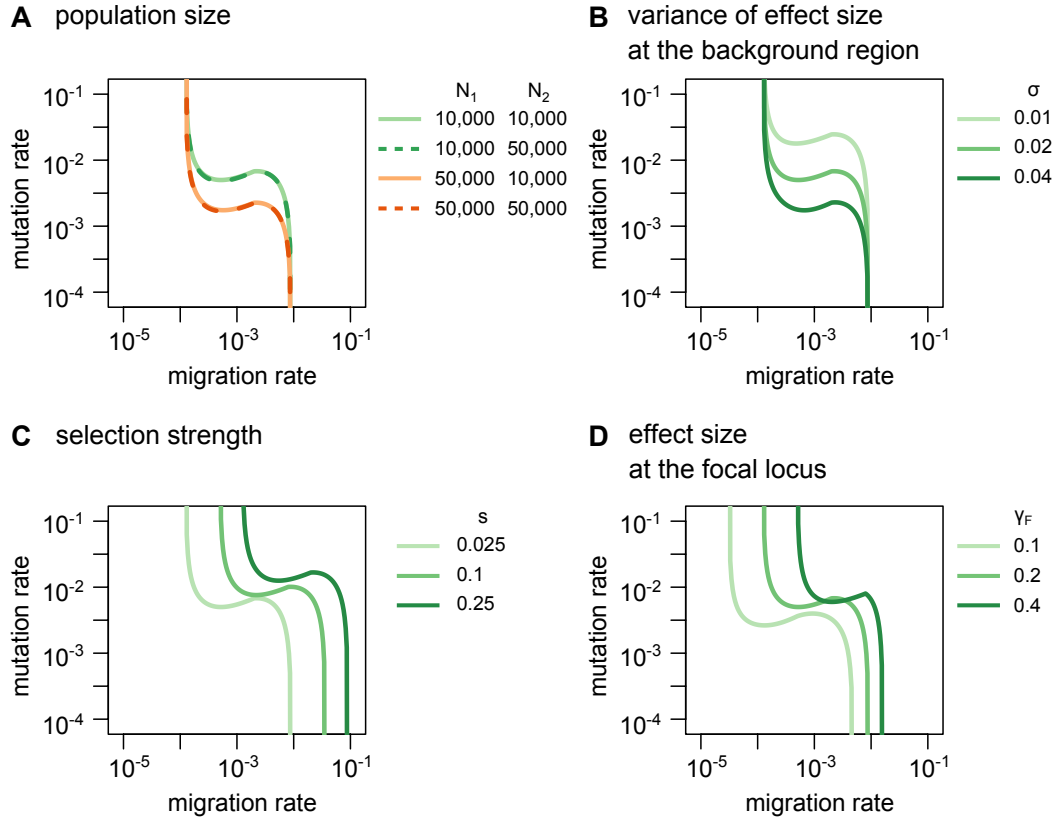 A population size
N1 N2
10,000 10,000
10,000 50,000
50,000 10,000
50,000 50,000
mutation rate
10-1
10-2
10-3
10-4
10-5 10-3 10-1
migration rate
B variance of effect size
at the background region
σ
0.01
0.02
0.04
mutation rate
10-1
10-2
10-3
10-4
10-5 10-3 10-1
migration rate
C selection strength
s
0.025
0.1
0.25
mutation rate
10-1
10-2
10-3
10-4
10-5 10-3 10-1
migration rate
D effect size
at the focal locus
γF
0.1
0.2
0.4
mutation rate
10-1
10-2
10-3
10-4
10-5 10-3 10-1
migration rate